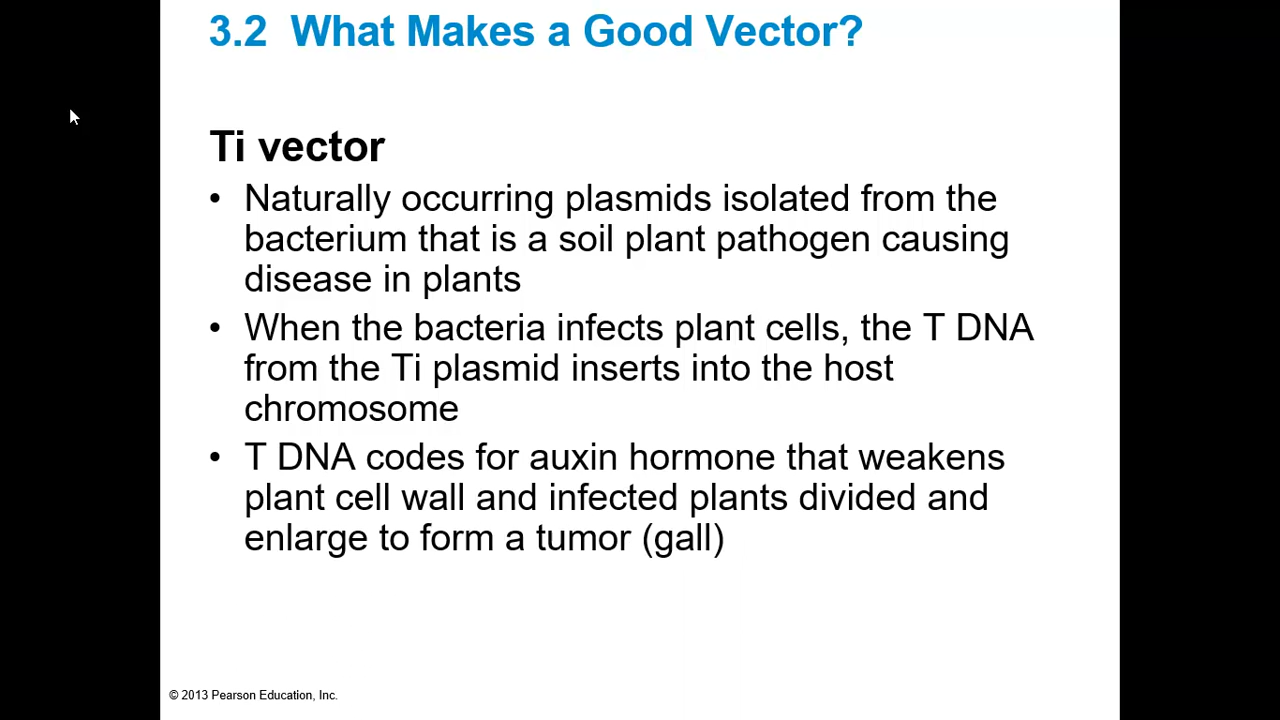 3.2 What Makes a Good Vector?
Ti vector
• Naturally occurring plasmids isolated from the
bacterium that is a soil plant pathogen causing
disease in plants
• When the bacteria infects plant cells, the T DNA
from the Ti plasmid inserts into the host
chromosome
• T DNA codes for auxin hormone that weakens
plant cell wall and infected plants divided and
enlarge to form a tumor (gall)
© 2013 Pearson Education, Inc.